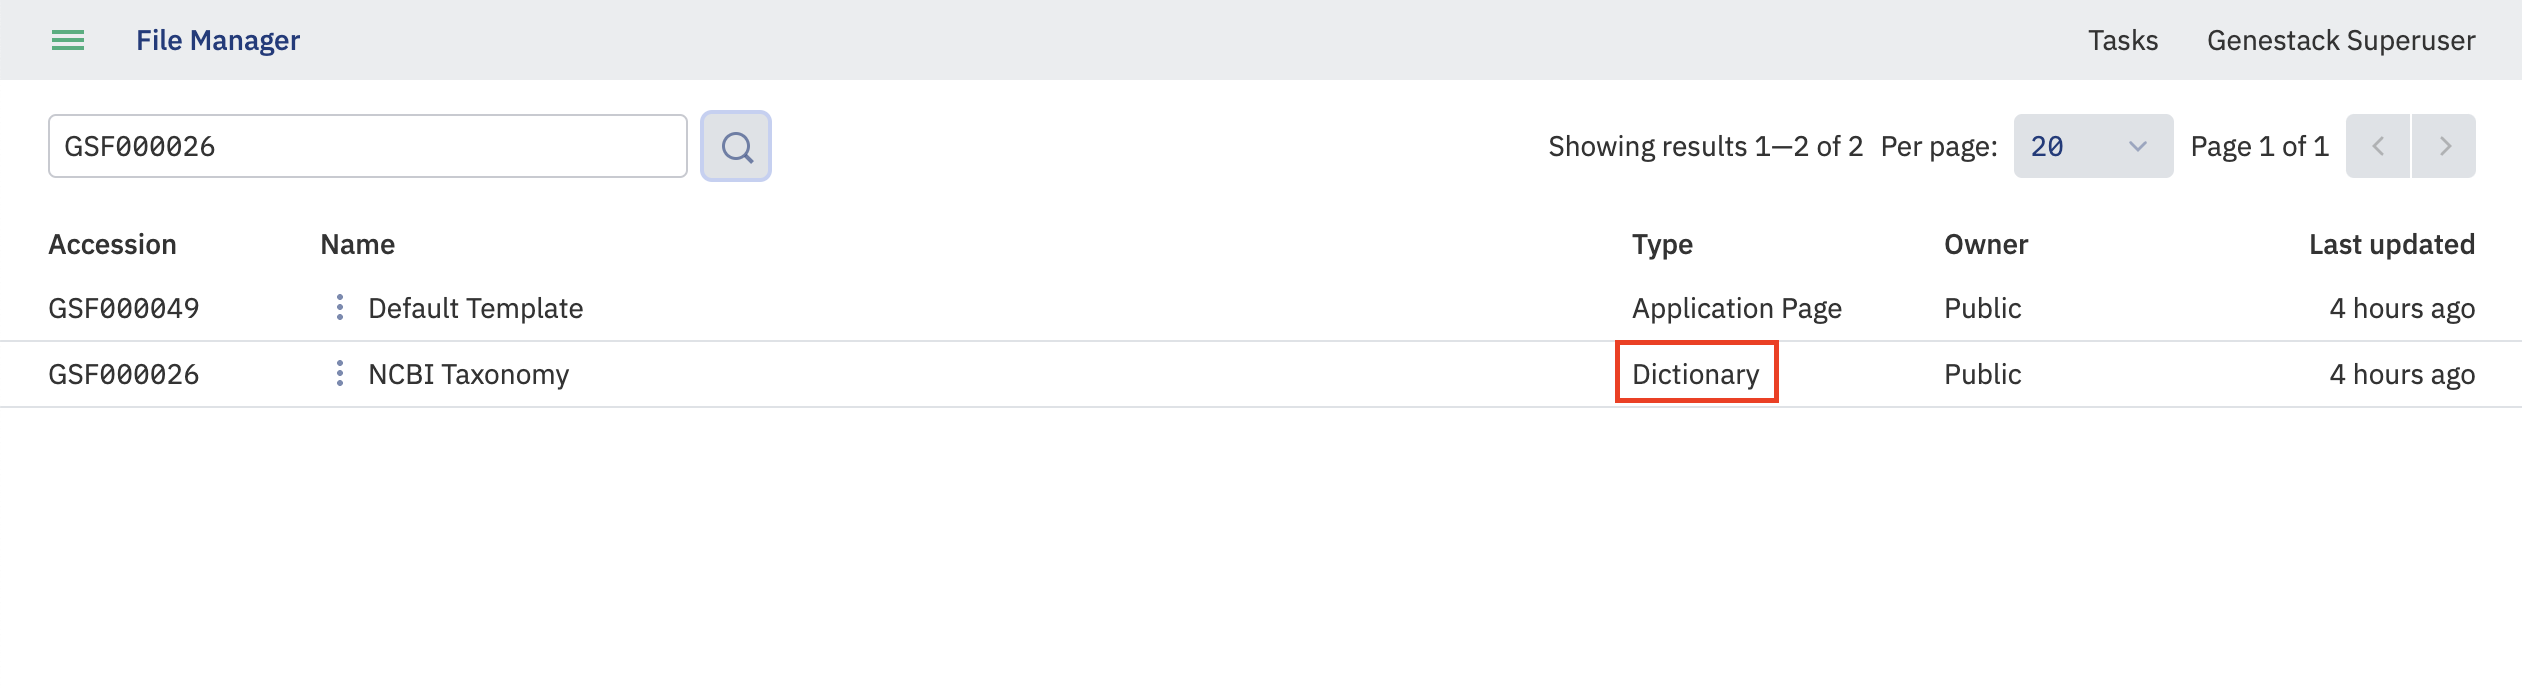 File Manager Tasks Genestack Superuser
GSF000026 Showing results 1—2 of 2 Per page: 20 Page 1 of 1
Accession Name Type Owner Last updated
GSF000049 Default Template Application Page Public 4 hours ago
GSF000026 NCBI Taxonomy Dictionary Public 4 hours ago